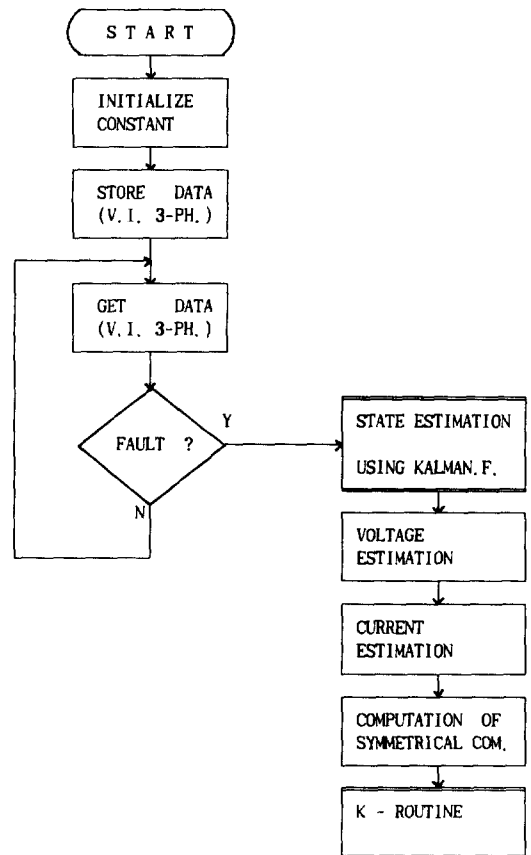 START
INITIALIZE
CONSTANT
STORE DATA
(V.I. 3-PH.)
GET DATA
(V.I. 3-PH.)
FAULT ?
Y
N
STATE ESTIMATION
USING KALMAN.F.
VOLTAGE
ESTIMATION
CURRENT
ESTIMATION
COMPUTATION OF
SYMMETRICAL COM.
K - ROUTINE